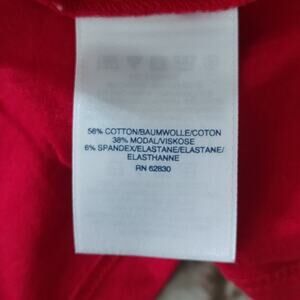 56% COTTON/BAUMWOLLE/COTON
38% MODAL/VISKOSE
6% SPANDEX/ELASTANE/ELASTANE/
ELASTHANNE
RN 62830